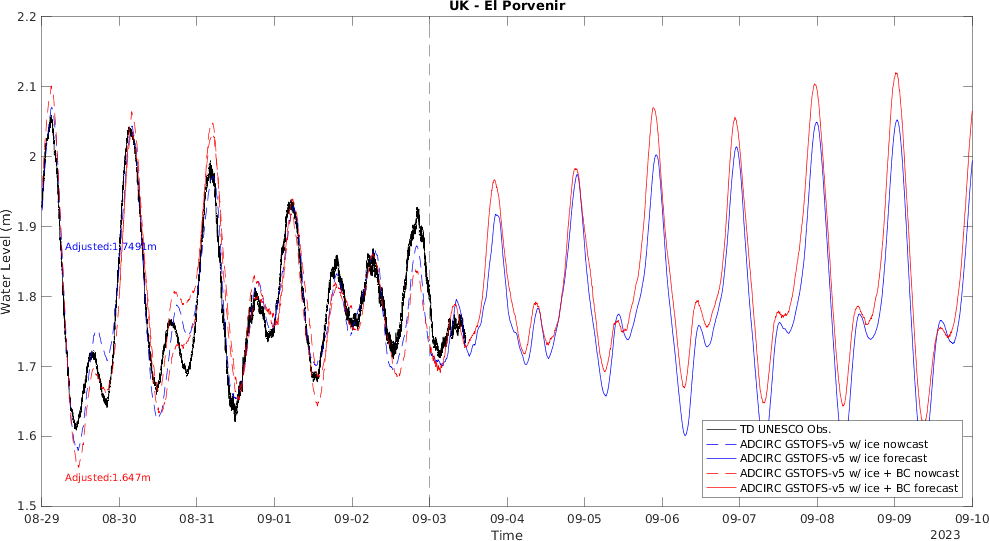 UK - El Porvenir
2.2
2.1
2
1.9
1.8
1.7
1.6
1.5
Water Level (m)
Adjusted:1.7491m
Adjusted:1.647m
TD UNESCO Obs.
ADCIRC GSTOFS-v5 w/ ice nowcast
ADCIRC GSTOFS-v5 w/ ice forecast
ADCIRC GSTOFS-v5 w/ ice + BC nowcast
ADCIRC GSTOFS-v5 w/ ice + BC forecast
08-29 08-30 08-31 09-01 09-02 09-03 09-04 09-05 09-06 09-07 09-08 09-09 09-10
Time
2023